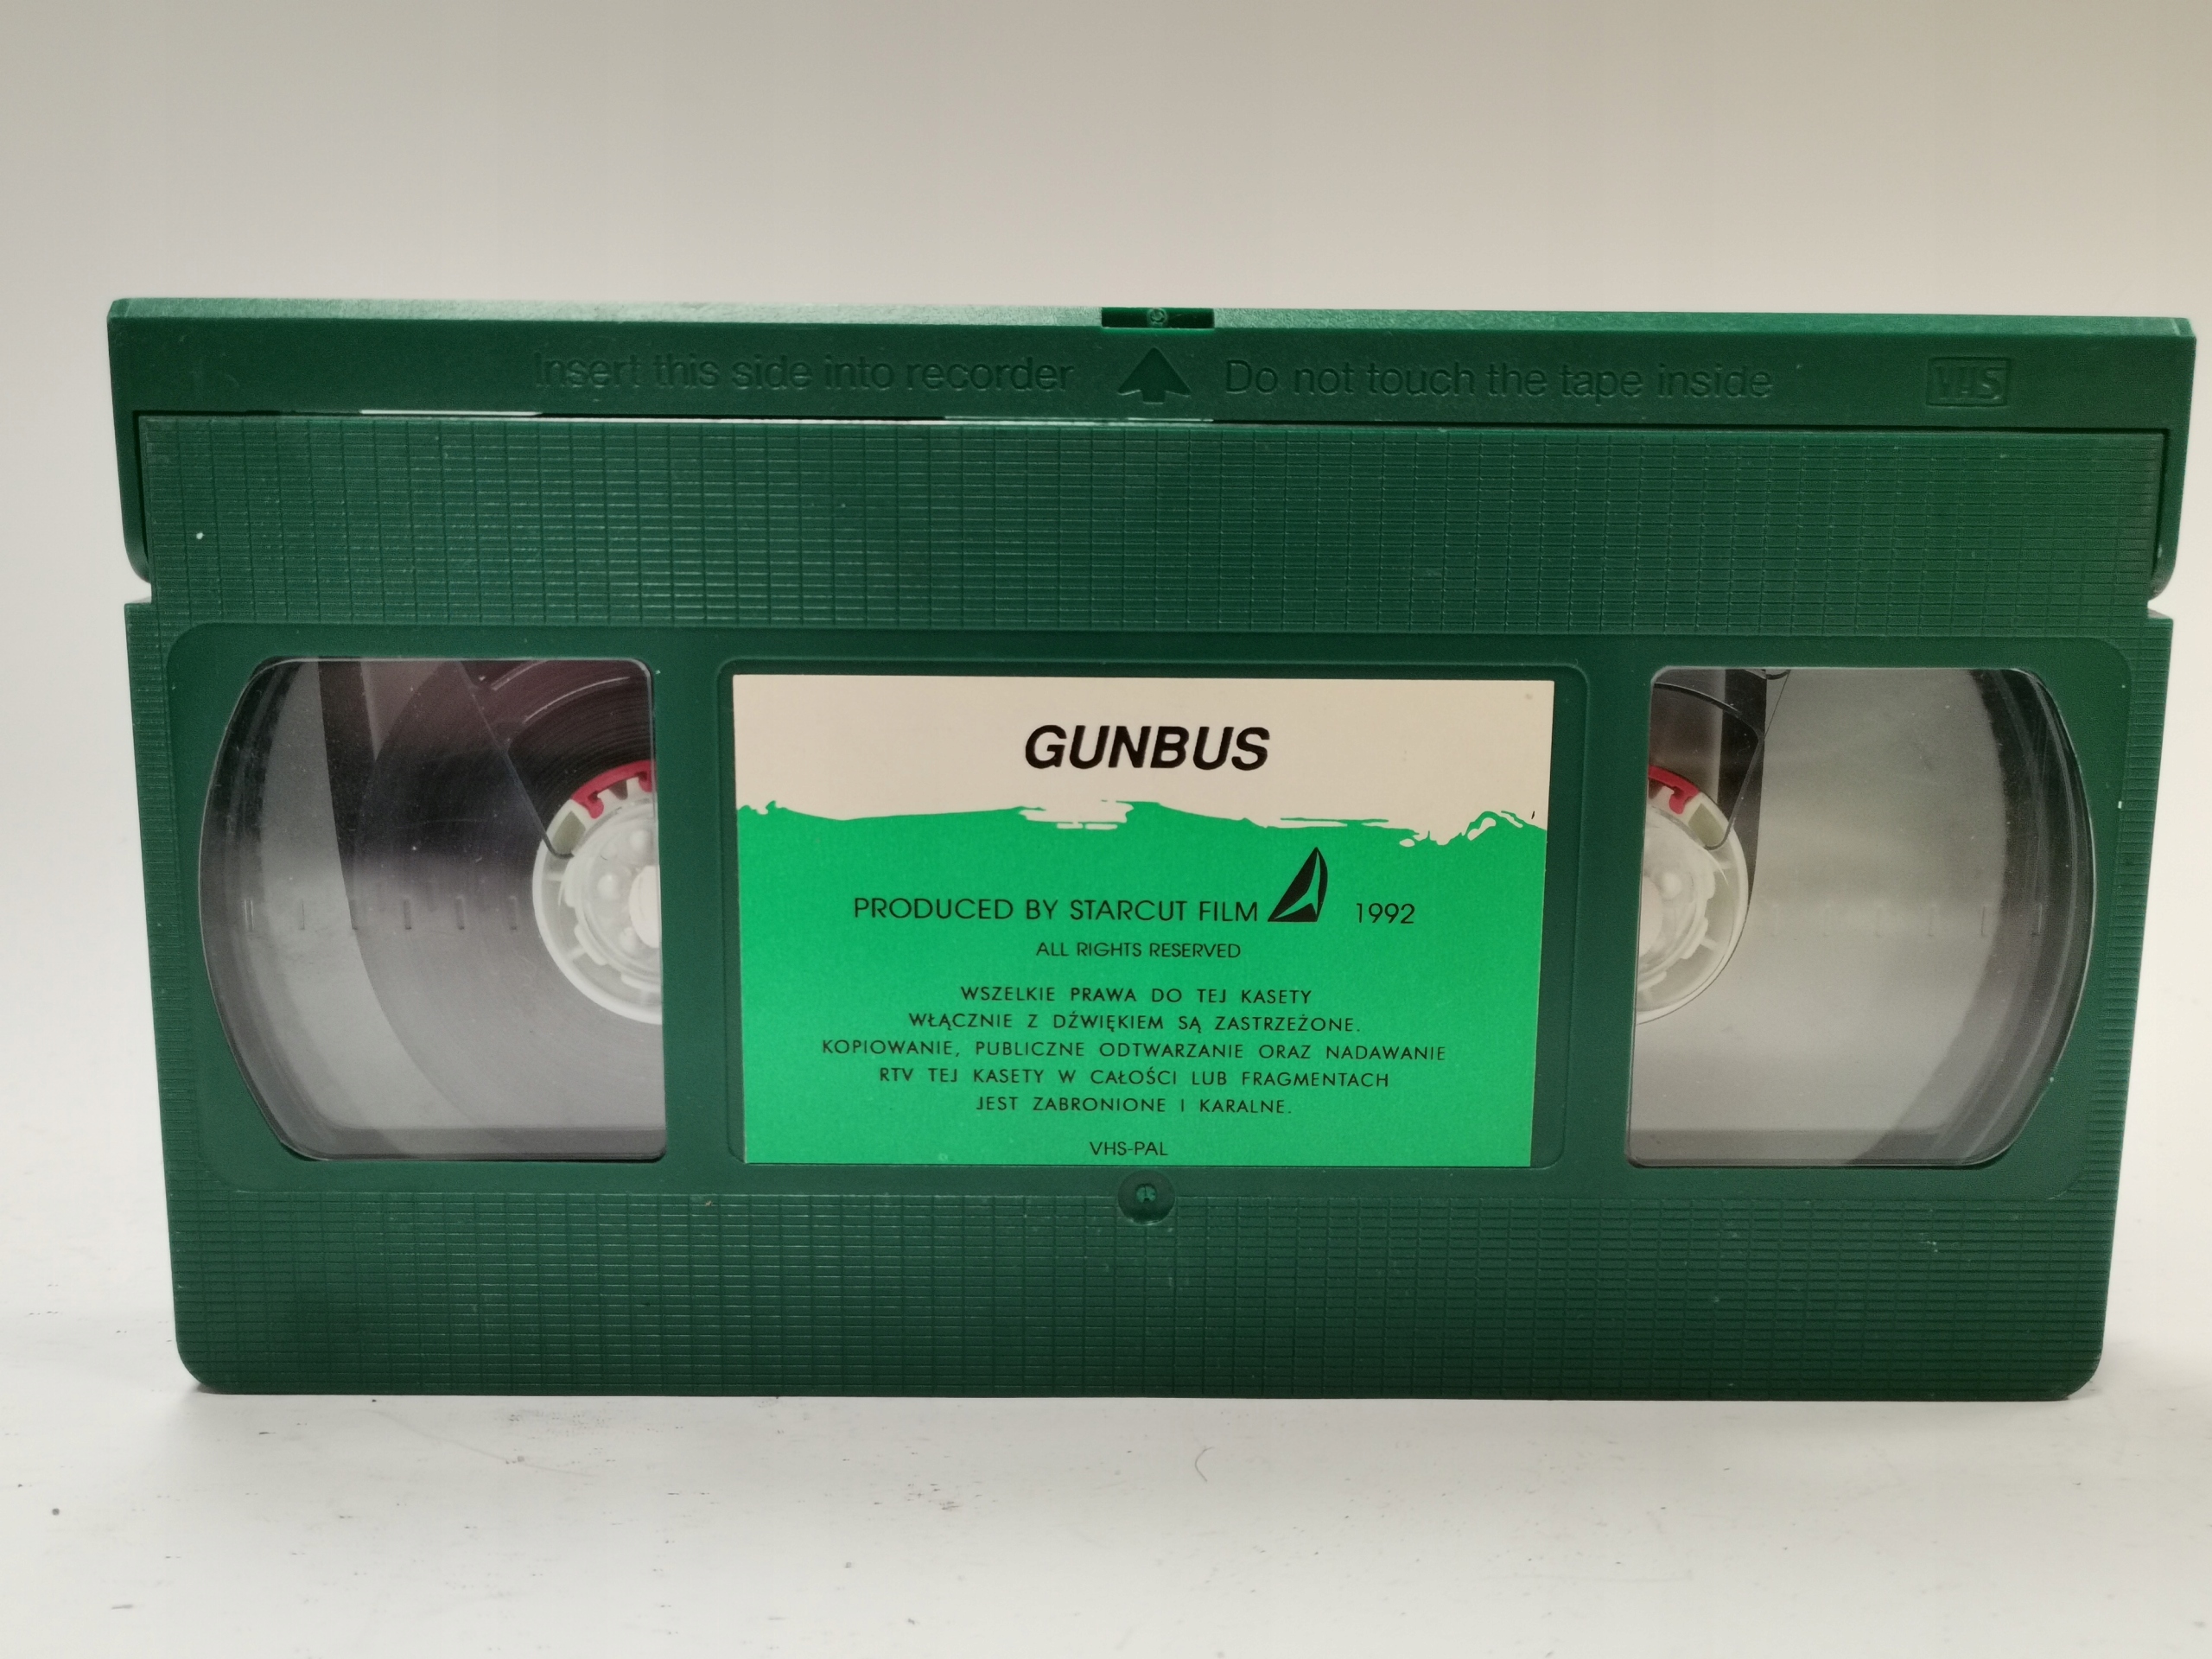 Insert this side into recorder Do not touch the tape inside VHS
GUNBUS
PRODUCED BY STARCUT FILM 1992
ALL RIGHTS RESERVED
WSZELKIE PRAWA DO TEJ KASETY
WŁĄCZNIE Z DŹWIĘKIEM SĄ ZASTRZEŻONE.
KOPIOWANIE, PUBLICZNE ODTWARZANIE ORAZ NADAWANIE
RTV TEJ KASETY W CAŁOŚCI LUB FRAGMENTACH
JEST ZABRONIONE I KARALNE.
VHS-PAL